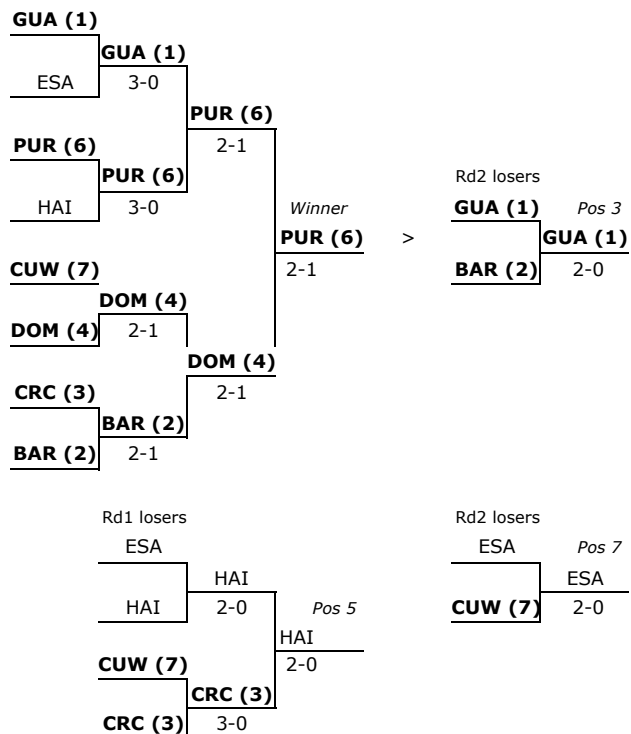 GUA (1)
GUA (1)
ESA 3-0
PUR (6)
2-1
PUR (6)
PUR (6) Rd2 losers
HAI 3-0 Winner GUA (1) Pos 3
PUR (6) > GUA (1)
CUW (7) 2-1 BAR (2) 2-0
DOM (4)
DOM (4) 2-1
DOM (4)
CRC (3) 2-1
BAR (2)
BAR (2) 2-1
Rd1 losers Rd2 losers
ESA ESA Pos 7
HAI ESA
HAI 2-0 Pos 5 CUW (7) 2-0
HAI
CUW (7) 2-0
CRC (3)
CRC (3) 3-0